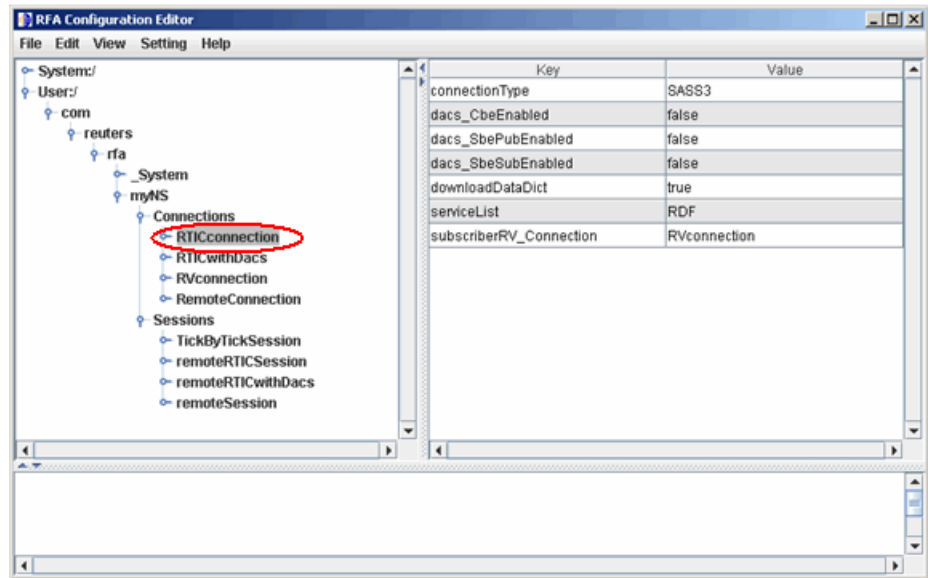 RFA Configuration Editor
File Edit View Setting Help
System:/
User:/
com
reuters
rfa
_System
myNS
Connections
RTICconnection
RTICwithDacs
RVconnection
RemoteConnection
Sessions
TickByTickSession
remoteRTICSession
remoteRTICwithDacs
remoteSession
Key Value
connectionType SASS3
dacs_CbeEnabled false
dacs_SbePubEnabled false
dacs_SbeSubEnabled false
downloadDataDict true
serviceList RDF
subscriberRV_Connection RVconnection